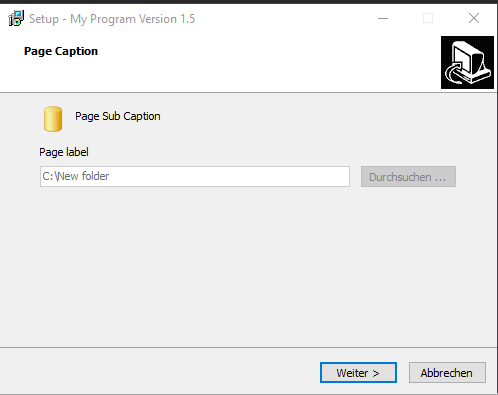 Setup - My Program Version 1.5
Page Caption
Page Sub Caption
Page label
C:\New folder
Durchsuchen ...
Weiter >
Abbrechen